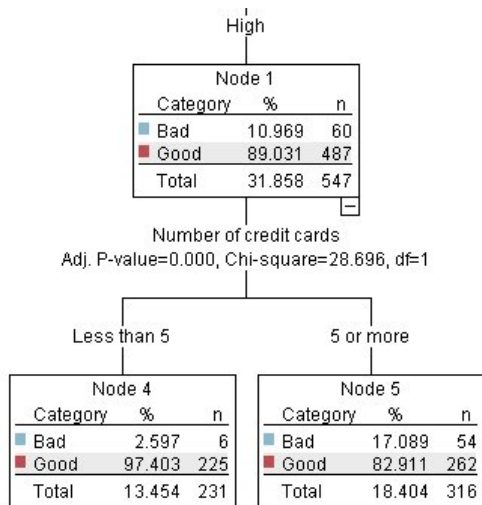 High
Node 1
Category % n
Bad 10.969 60
Good 89.031 487
Total 31.858 547
Number of credit cards
Adj. P-value=0.000, Chi-square=28.696, df=1
Less than 5
5 or more
Node 4
Category % n
Bad 2.597 6
Good 97.403 225
Total 13.454 231
Node 5
Category % n
Bad 17.089 54
Good 82.911 262
Total 18.404 316